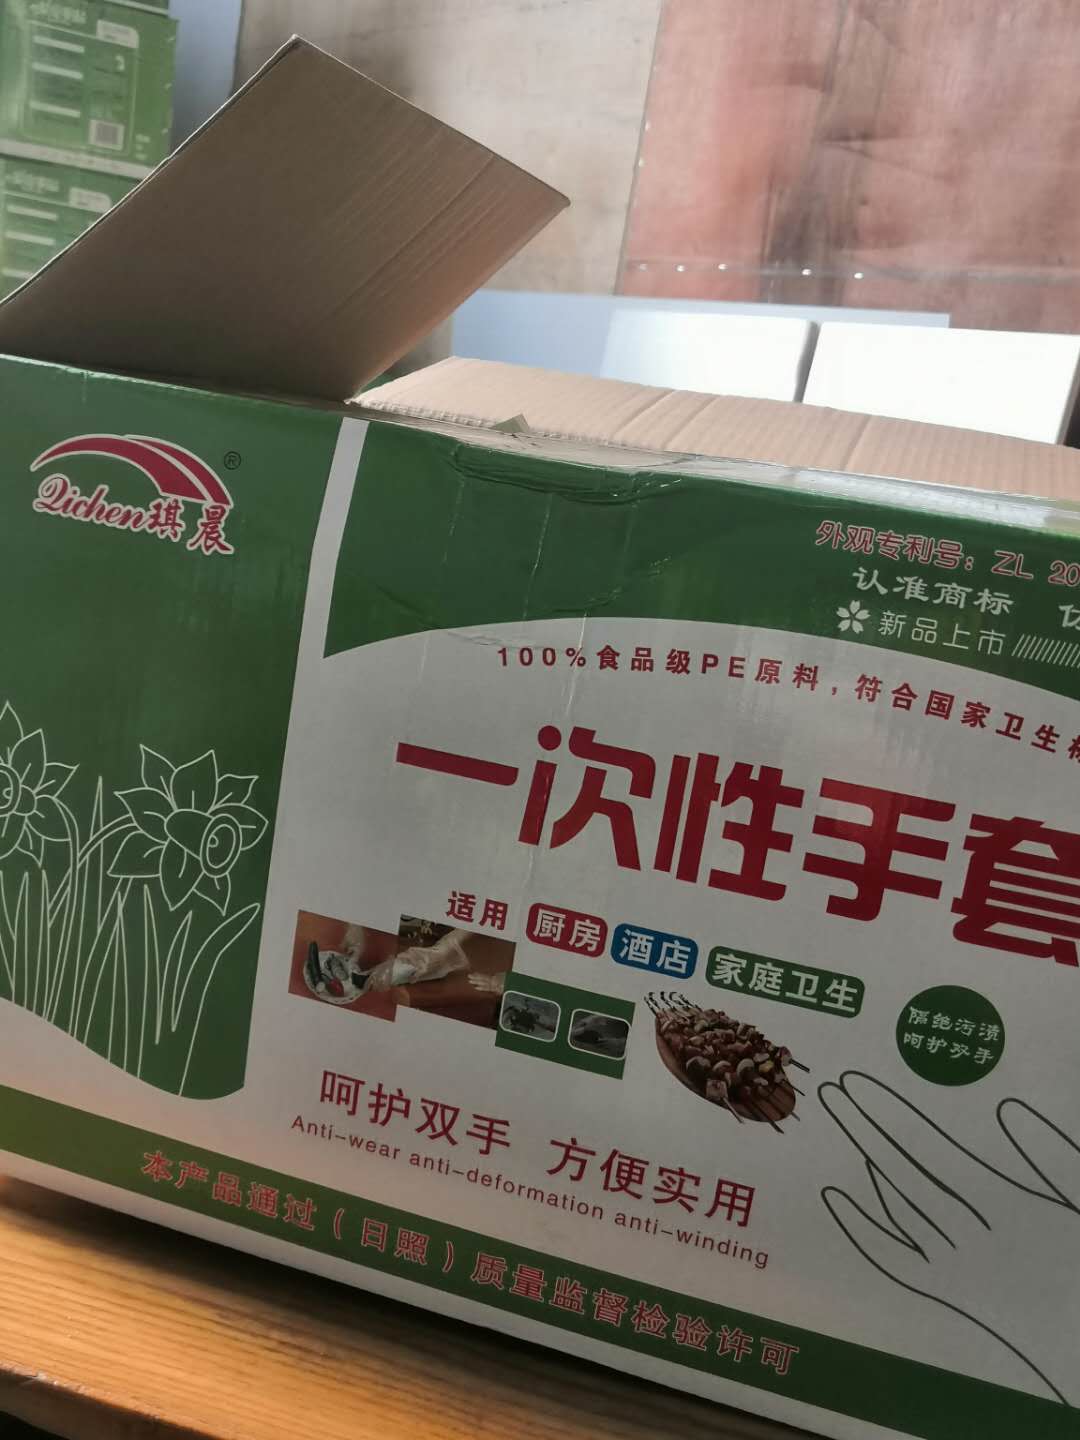 Qichen琪晨®
外观专利号：ZL 20
认准商标
新品上市
100%食品级PE原料，符合国家卫生标
一次性手套
适用 厨房 酒店 家庭卫生
隔绝污渍
呵护双手
呵护双手 方便实用
Anti-wear anti-deformation anti-winding
本产品通过（日照）质量监督检验许可